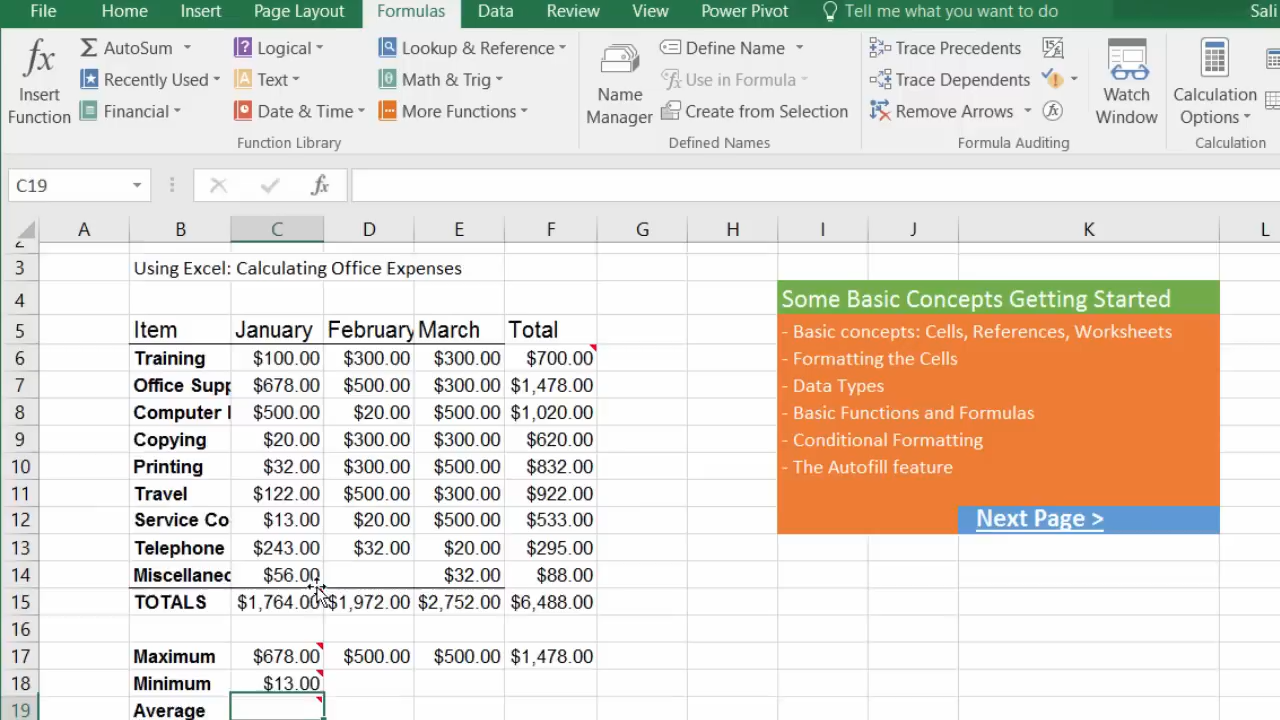 File Home Insert Page Layout Formulas Data Review View Power Pivot Tell me what you want to do Sali
fx AutoSum Logical Lookup & Reference Define Name Trace Precedents
Recently Used Text Math & Trig Use in Formula Trace Dependents
Insert Function Financial Date & Time More Functions Name Manager Create from Selection Remove Arrows fx Watch Window Calculation Options
Function Library Defined Names Formula Auditing Calculation
C19 fx
A B C D E F G H I J K L
2
3 Using Excel: Calculating Office Expenses
4 Some Basic Concepts Getting Started
5 Item January February March Total - Basic concepts: Cells, References, Worksheets
6 Training $100.00 $300.00 $300.00 $700.00 - Formatting the Cells
7 Office Supp $678.00 $500.00 $300.00 $1,478.00 - Data Types
8 Computer $500.00 $20.00 $500.00 $1,020.00 - Basic Functions and Formulas
9 Copying $20.00 $300.00 $300.00 $620.00 - Conditional Formatting
10 Printing $32.00 $300.00 $500.00 $832.00 - The Autofill feature
11 Travel $122.00 $500.00 $300.00 $922.00
12 Service Co $13.00 $20.00 $500.00 $533.00 Next Page >
13 Telephone $243.00 $32.00 $20.00 $295.00
14 Miscellanec $56.00 $32.00 $88.00
15 TOTALS $1,764.00 $1,972.00 $2,752.00 $6,488.00
16
17 Maximum $678.00 $500.00 $500.00 $1,478.00
18 Minimum $13.00
19 Average